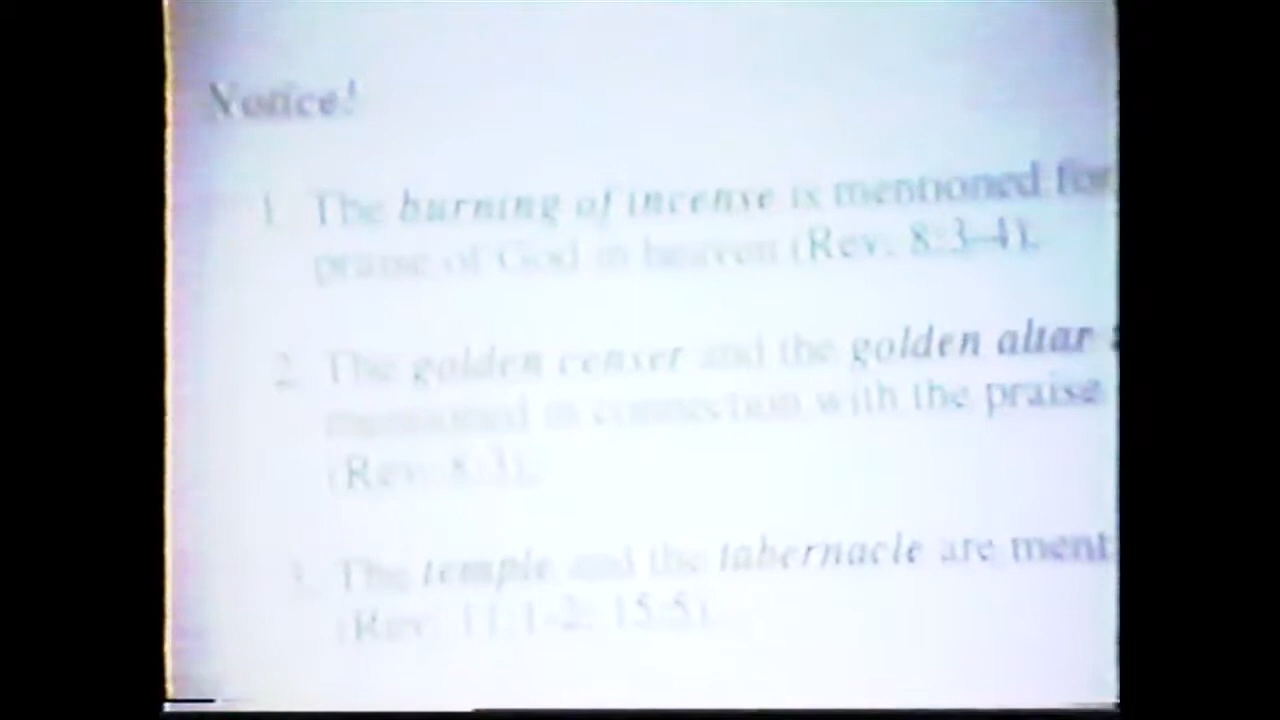 Notice!
1. The burning of incense is mentioned for
praise of God in heaven (Rev. 8:3-4).
2. The golden censer and the golden altar
mentioned in connection with the praise
(Rev. 8:3).
3. The temple and the tabernacle are ment
(Rev. 11:1-2; 15:5).